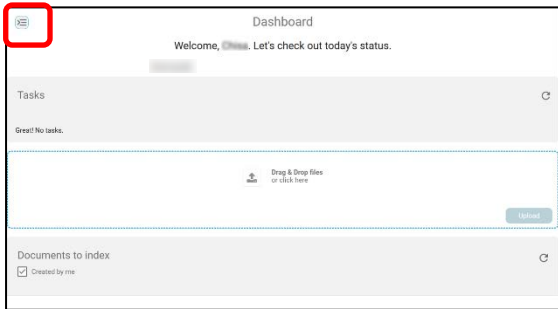 Dashboard
Welcome, . Let's check out today's status.
Tasks
Great! No tasks.
Drag & Drop files
or click here
Upload
Documents to index
Created by me